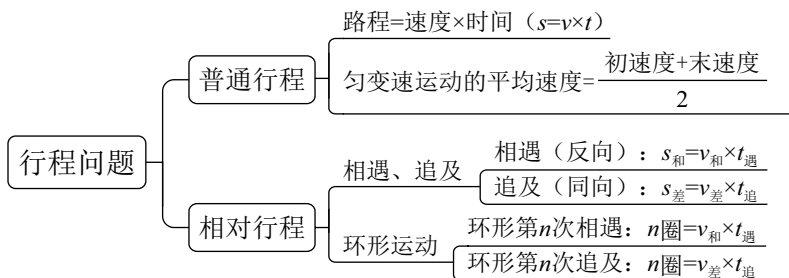 行程问题
普通行程
路程=速度×时间（s=v×t）
匀变速运动的平均速度=初速度+末速度
2
相对行程
相遇、追及
相遇（反向）：s和=v和×t遇
追及（同向）：s差=v差×t追
环形运动
环形第n次相遇：n圈=v和×t遇
环形第n次追及：n圈=v差×t追